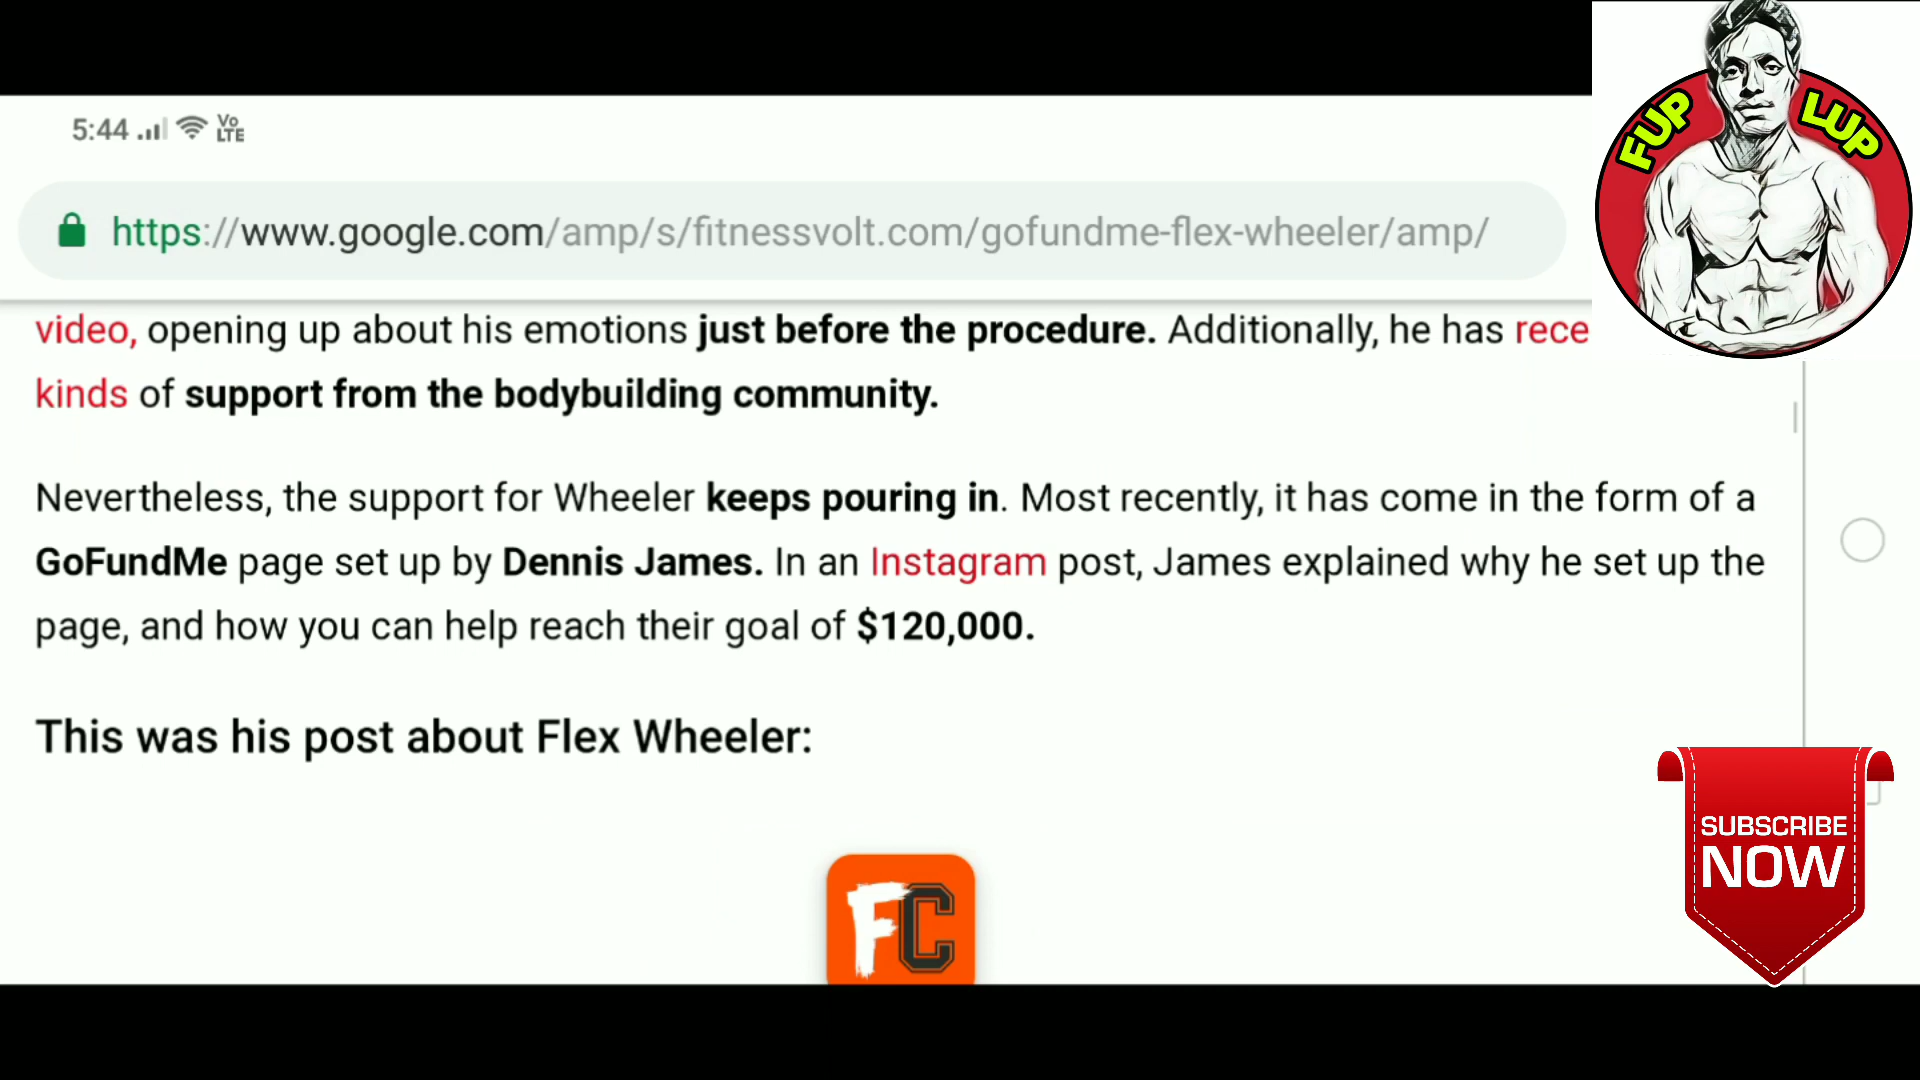 FUP LUP
5:44 Vo LTE
https://www.google.com/amp/s/fitnessvolt.com/gofundme-flex-wheeler/amp/
video, opening up about his emotions just before the procedure. Additionally, he has rece
kinds of support from the bodybuilding community.
Nevertheless, the support for Wheeler keeps pouring in. Most recently, it has come in the form of a
GoFundMe page set up by Dennis James. In an Instagram post, James explained why he set up the
page, and how you can help reach their goal of $120,000.
This was his post about Flex Wheeler:
SUBSCRIBE
NOW
FC